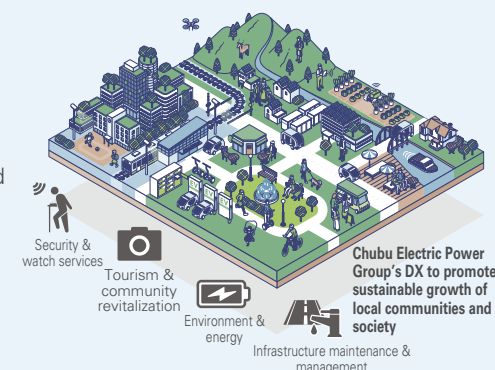 d
Security &
watch services
Tourism &
community
revitalization
Environment &
energy
Chubu Electric Power
Group's DX to promote
sustainable growth of
local communities and
society
Infrastructure maintenance &
management